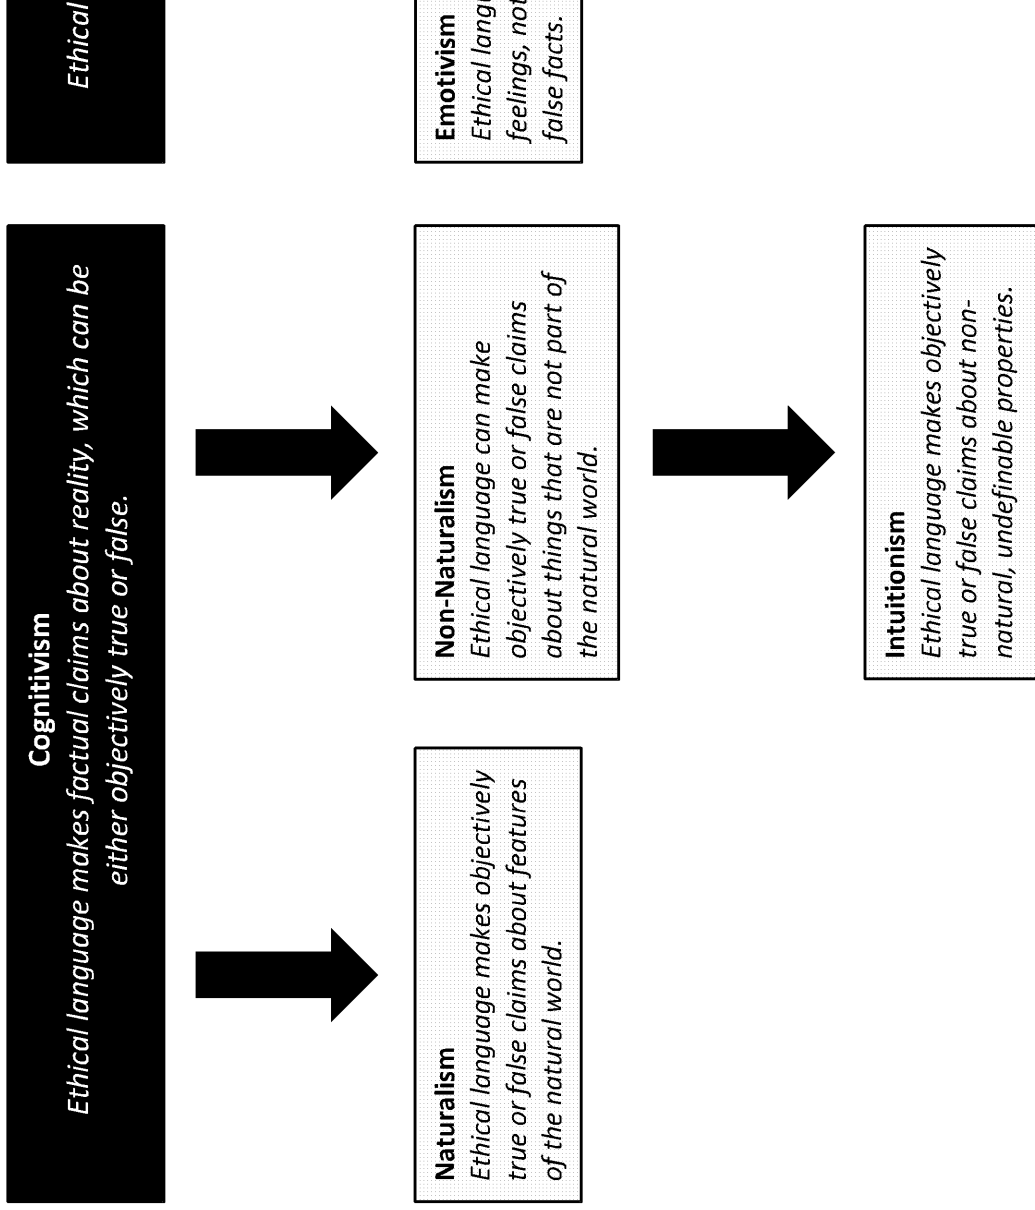 Cognitivism
Ethical language makes factual claims about reality, which can be
either objectively true or false.
Ethical
Naturalism
Ethical language makes objectively
true or false claims about features
of the natural world.
Non-Naturalism
Ethical language can make
objectively true or false claims
about things that are not part of
the natural world.
Emotivism
Ethical lang
feelings, not
false facts.
Intuitionism
Ethical language makes objectively
true or false claims about non-
natural, undefinable properties.